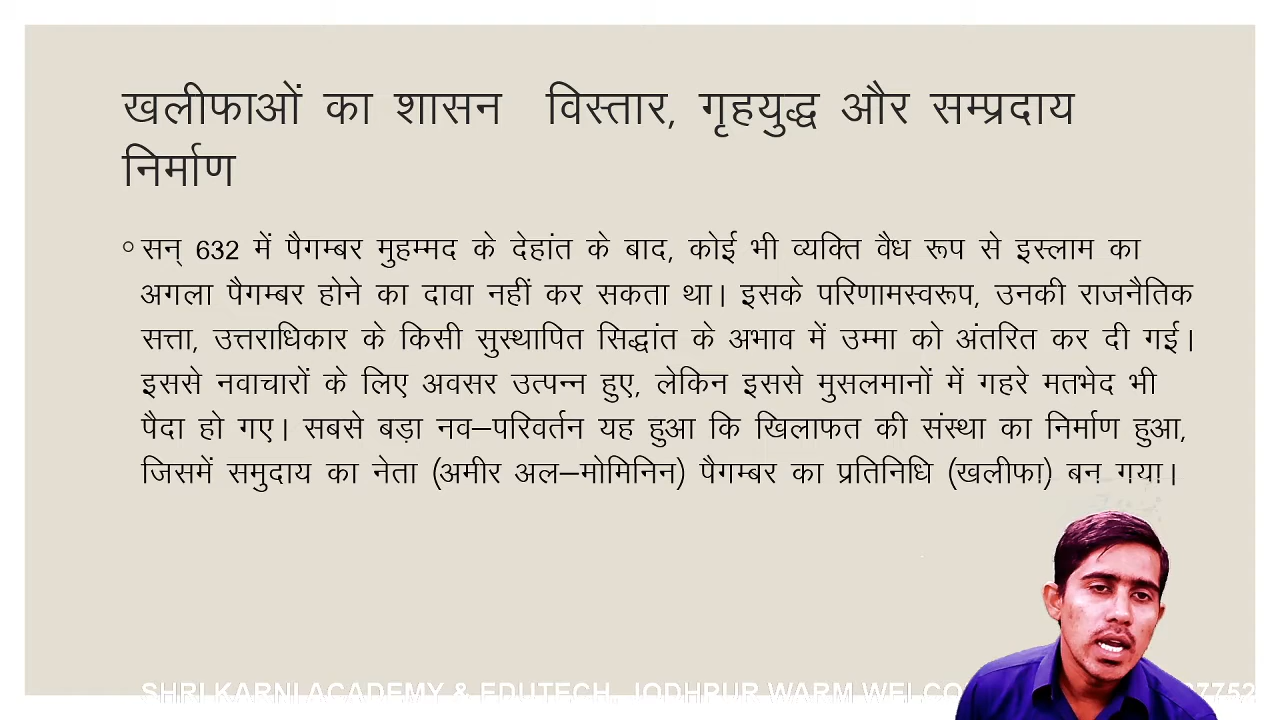 खलीफाओं का शासन  विस्तार, गृहयुद्ध और सम्प्रदाय
निर्माण
सन् 632 में पैगम्बर मुहम्मद के देहांत के बाद, कोई भी व्यक्ति वैध रूप से इस्लाम का
अगला पैगम्बर होने का दावा नहीं कर सकता था। इसके परिणामस्वरूप, उनकी राजनैतिक
सत्ता, उत्तराधिकार के किसी सुस्थापित सिद्धांत के अभाव में उम्मा को अंतरित कर दी गई।
इससे नवाचारों के लिए अवसर उत्पन्न हुए, लेकिन इससे मुसलमानों में गहरे मतभेद भी
पैदा हो गए। सबसे बड़ा नव–परिवर्तन यह हुआ कि खिलाफत की संस्था का निर्माण हुआ,
जिसमें समुदाय का नेता (अमीर अल–मोमिनिन) पैगम्बर का प्रतिनिधि (खलीफा) बन गया।
SHRI KARNI ACADEMY & EDUTECH, JODHPUR WARM